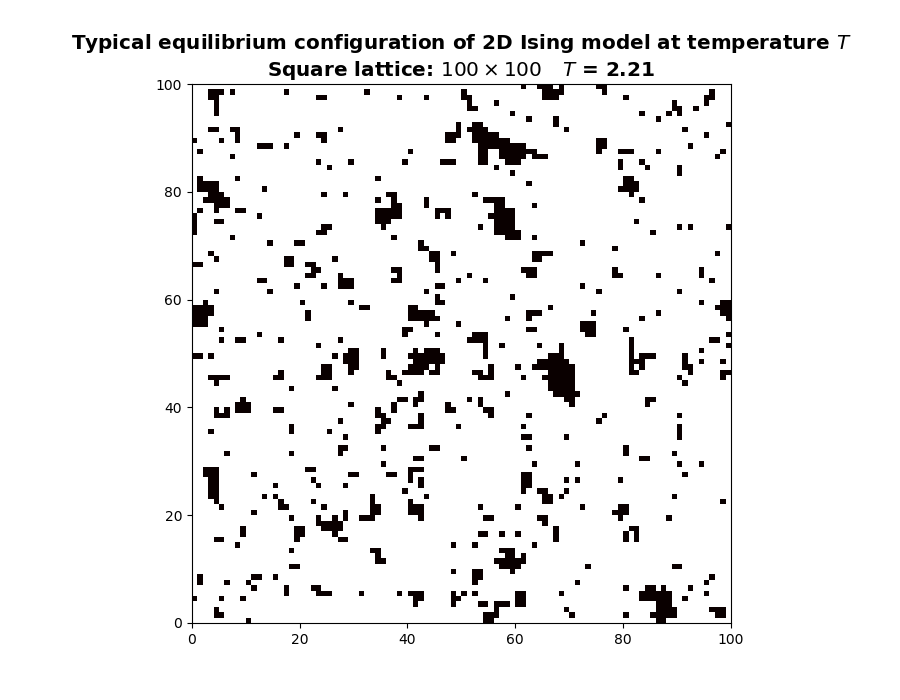 Typical equilibrium configuration of 2D Ising model at temperature T
Square lattice: 100 × 100 T = 2.21
100
80
60
40
20
0
0 20 40 60 80 100